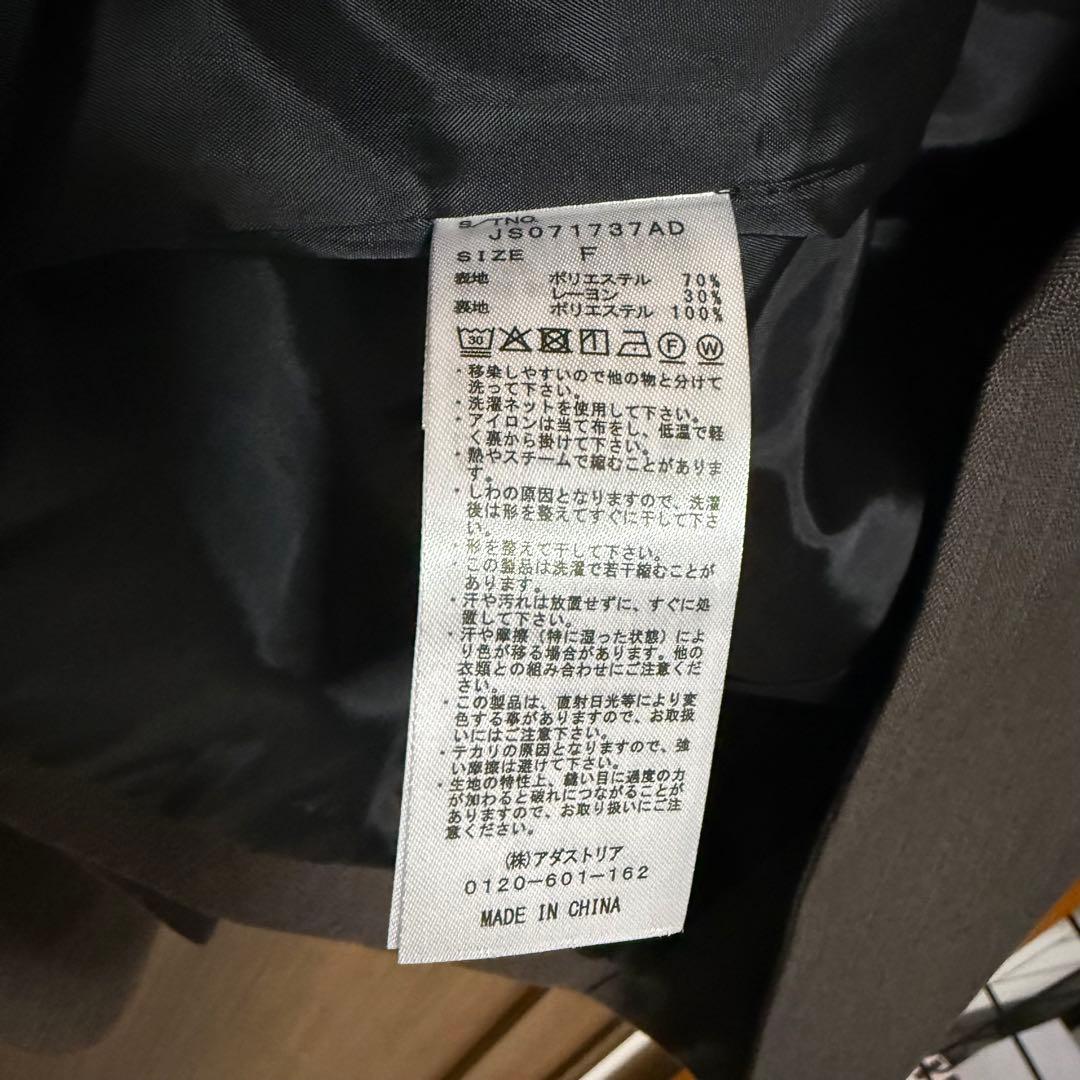 S/TNO.
JS071737AD
SIZE F
表地 ポリエステル 70%
レーヨン 30%
裏地 ポリエステル 100%
30 F W
・移染しやすいので他の物と分けて
洗って下さい。
・洗濯ネットを使用して下さい。
・アイロンは当て布をし、低温で軽
く裏から掛けて下さい。
・熱やスチームで縮むことがありま
す。
・しわの原因となりますので、洗濯
後は形を整えてすぐに干して下さ
い。
・形を整えて干して下さい。
・この製品は洗濯で若干縮むことが
あります。
・汗や汚れは放置せずに、すぐに処
置して下さい。
・汗や摩擦（特に湿った状態）によ
り色が移る場合があります。他の
衣類との組み合わせにご注意くだ
さい。
・この製品は、直射日光等により変
色する事がありますので、お取扱
いにはご注意下さい。
・テカリの原因となりますので、強
い摩擦は避けて下さい。
・生地の特性上、縫い目に過度の力
が加わると破れにつながることが
ありますので、お取り扱いにご注
意ください。
(株)アダストリア
0120-601-162
MADE IN CHINA